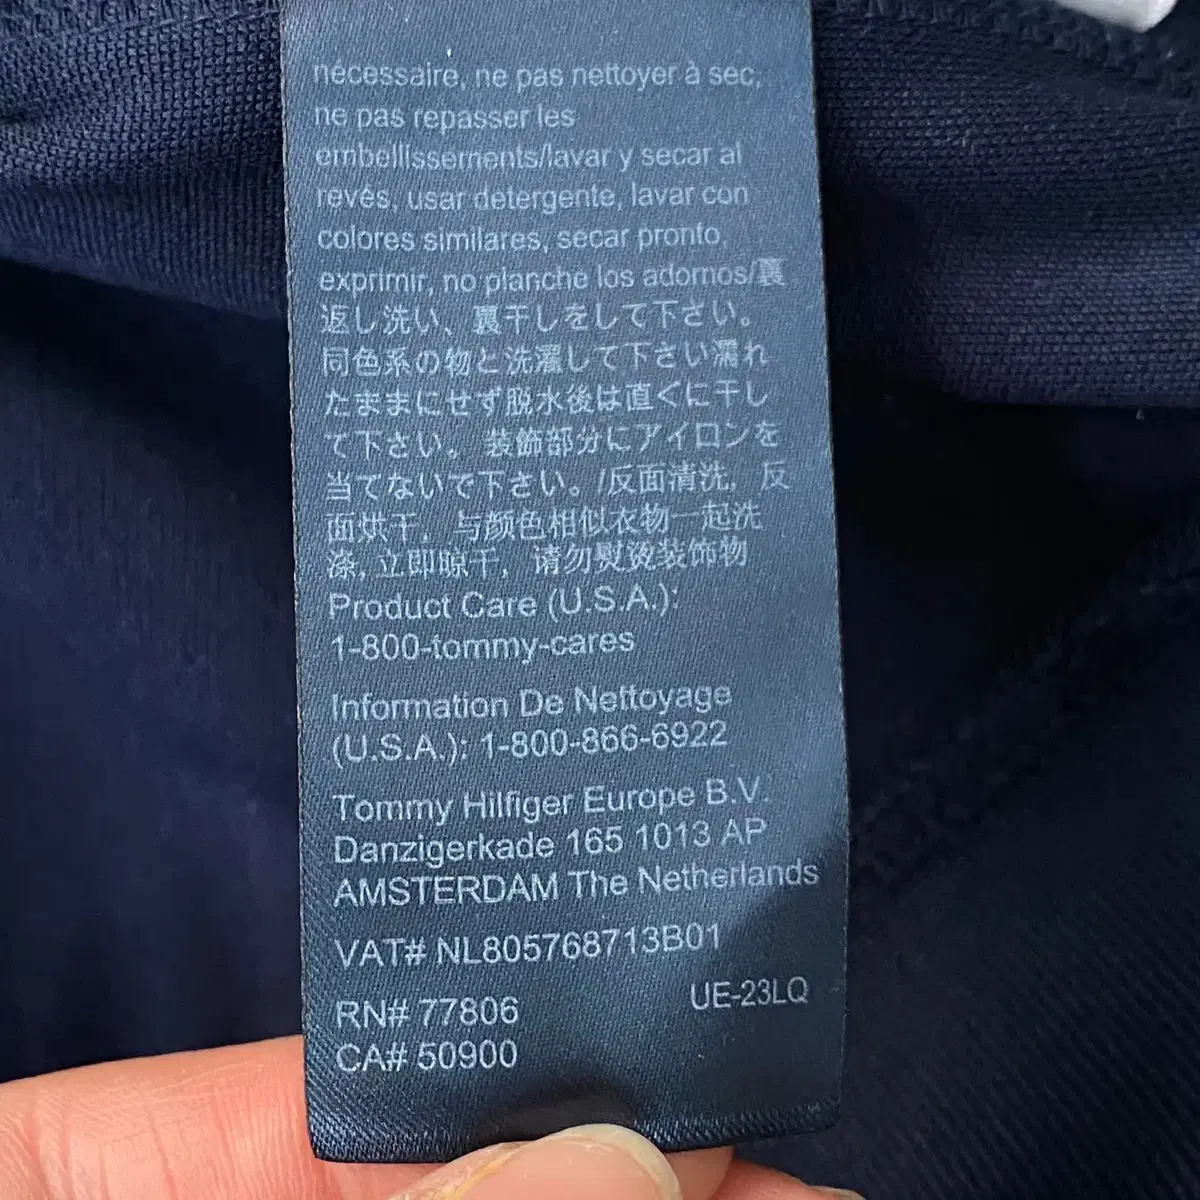 nécessaire, ne pas nettoyer à sec,
ne pas repasser les
embellissements/lavar y secar al
revés, usar detergente, lavar con
colores similares, secar pronto,
exprimir, no planche los adornos/裏
返し洗い、裏干しをして下さい。
同色系の物と洗濯して下さい濡れ
たままにせず脱水後は直ぐに干し
て下さい。 装飾部分にアイロンを
当てないで下さい。/反面清洗，反
面烘干，与颜色相似衣物一起洗
涤,立即晾干，请勿熨烫装饰物
Product Care (U.S.A.):
1-800-tommy-cares
Information De Nettoyage
(U.S.A.): 1-800-866-6922
Tommy Hilfiger Europe B.V.
Danzigerkade 165 1013 AP
AMSTERDAM The Netherlands
VAT# NL805768713B01
UE-23LQ
RN# 77806
CA# 50900